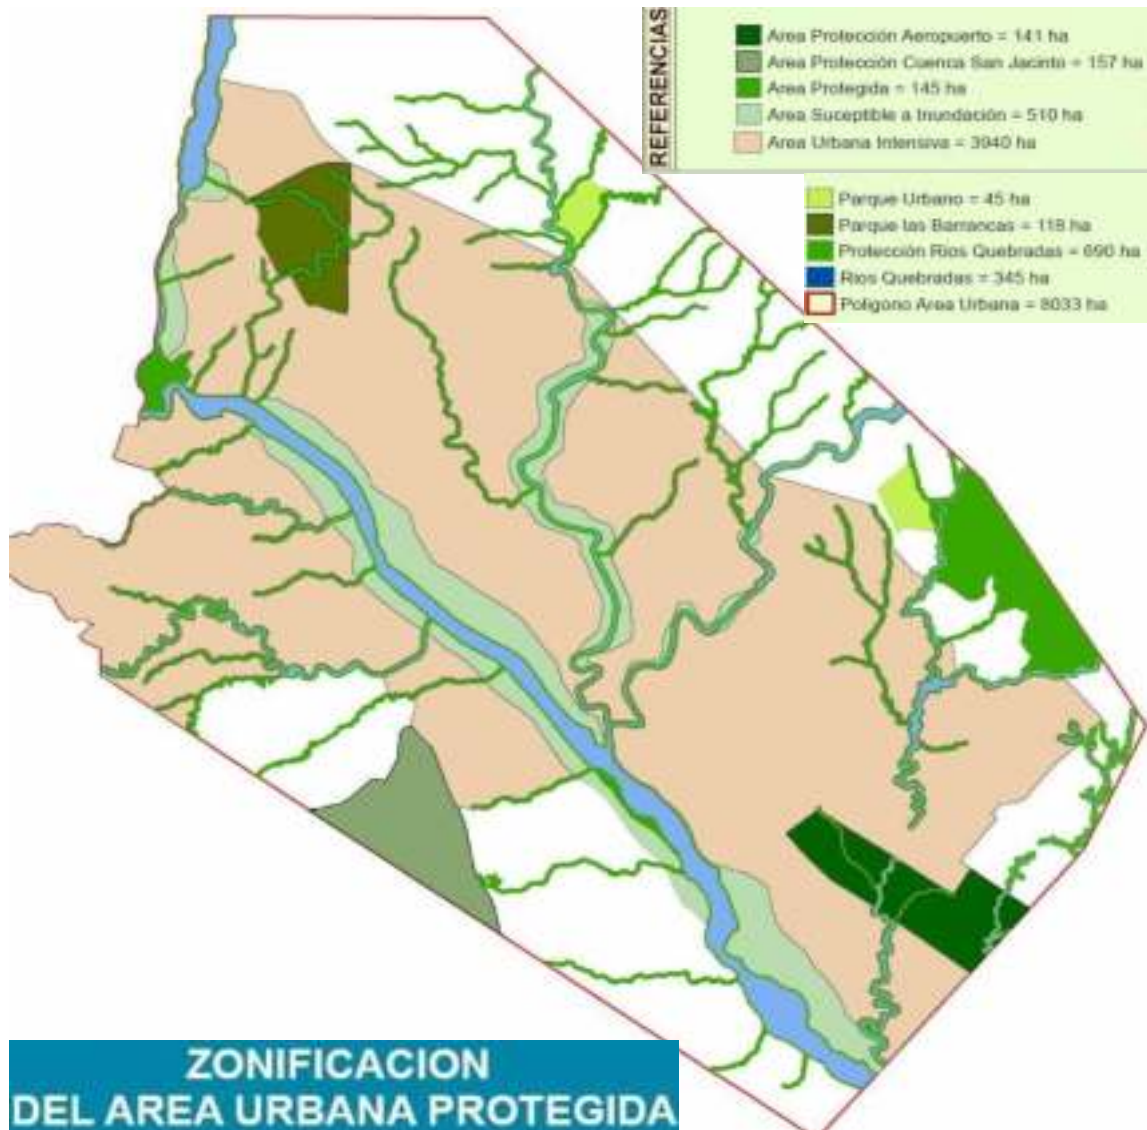 REFERENCIAS
Area Protección Aeropuerto = 141 ha
Area Protección Cuenca San Jacinto = 157 ha
Area Protegida = 145 ha
Area Suceptible a Inundación = 510 ha
Area Urbana Intensiva = 3940 ha
Parque Urbano = 45 ha
Parque las Barrancas = 118 ha
Protección Rios Quebradas = 690 ha
Rios Quebradas = 345 ha
Poligono Area Urbana = 8033 ha
ZONIFICACION
DEL AREA URBANA PROTEGIDA